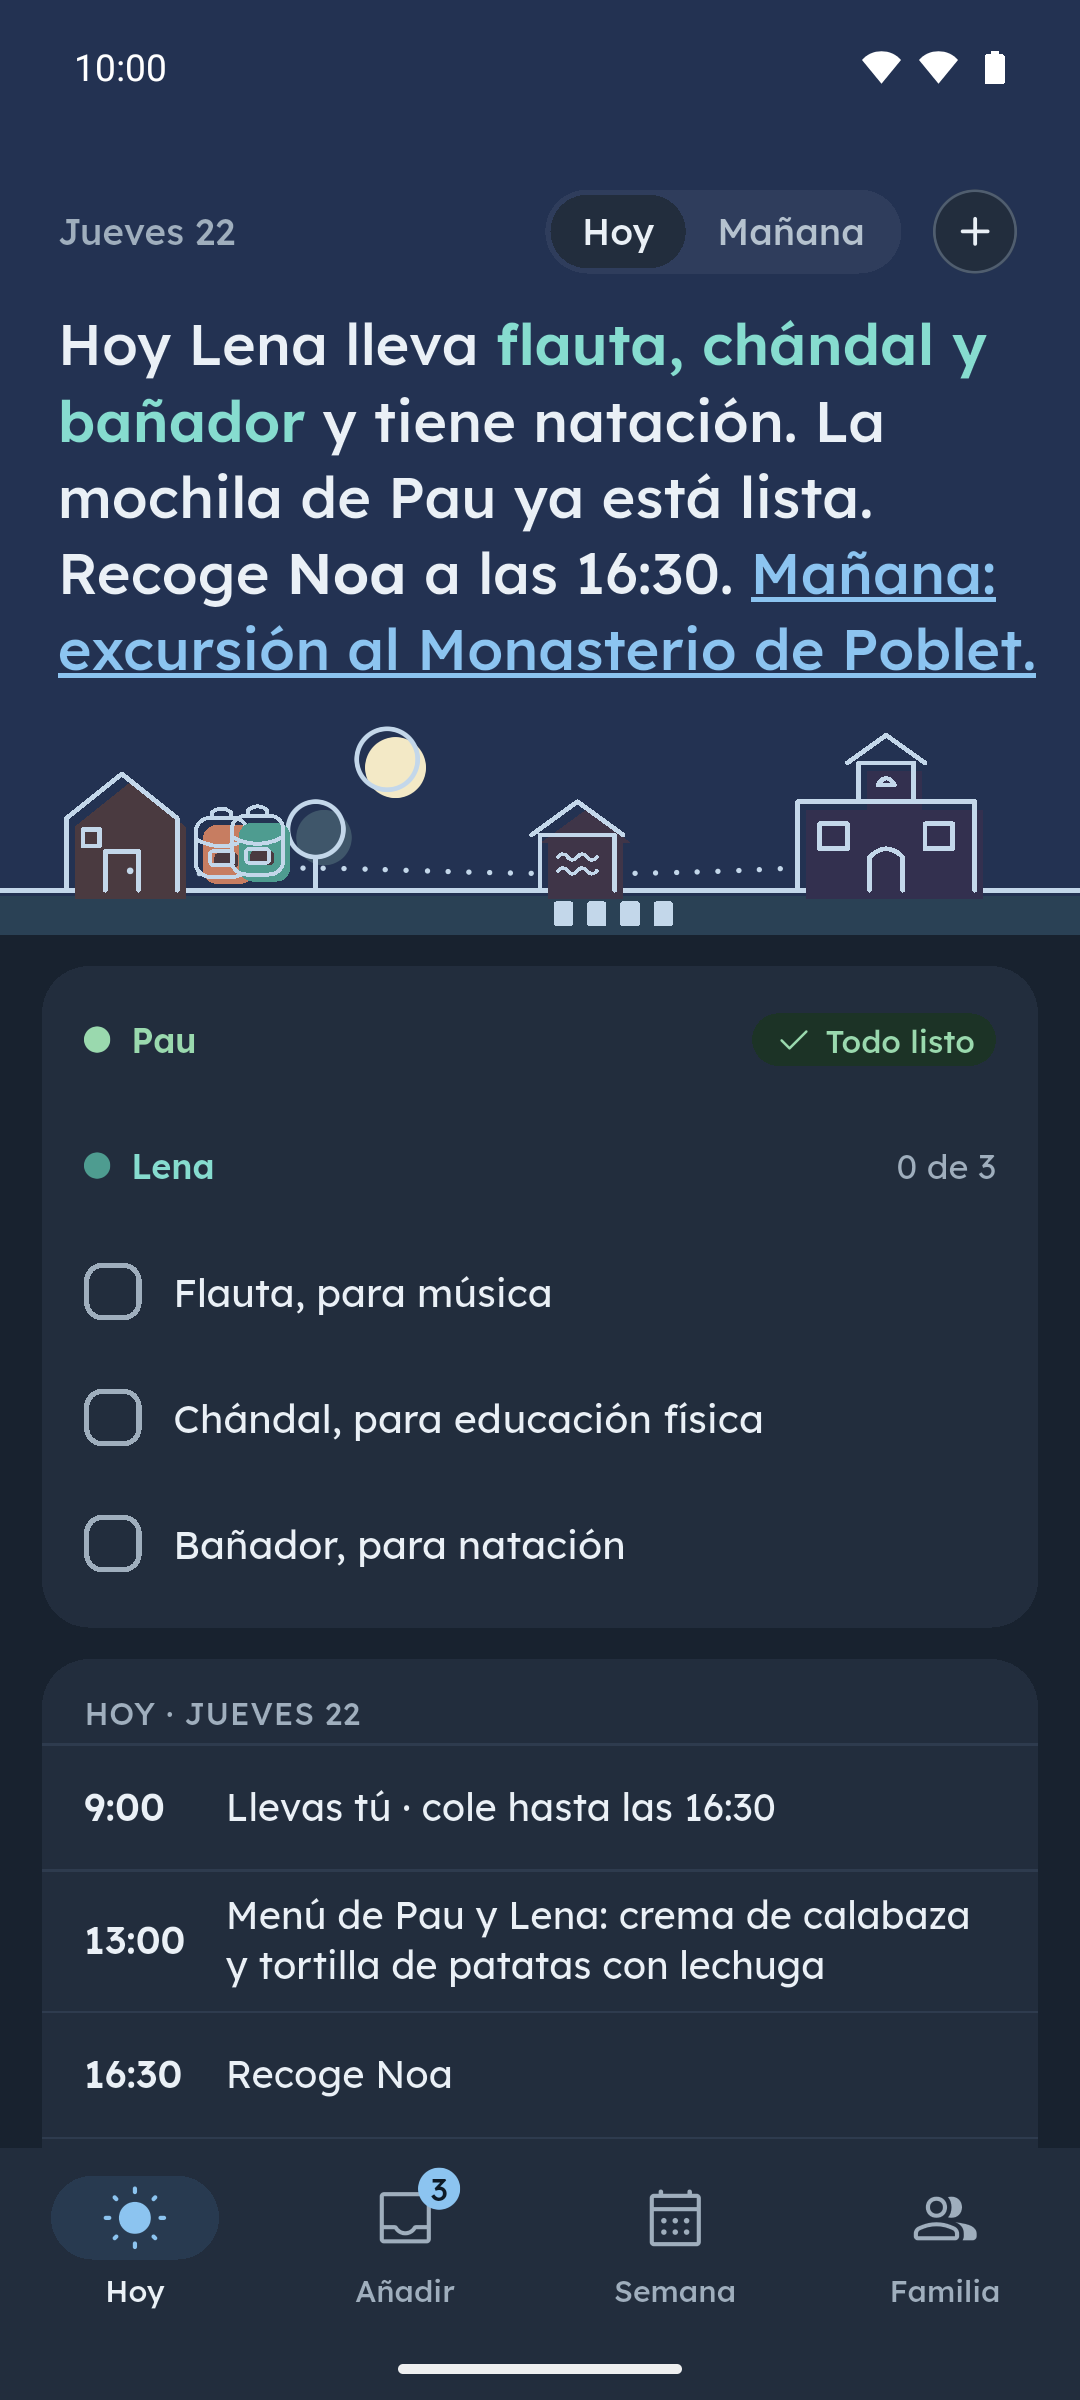 10:00
Jueves 22
Hoy
Mañana
Hoy Lena lleva flauta, chándal y
bañador y tiene natación. La
mochila de Pau ya está lista.
Recoge Noa a las 16:30. Mañana:
excursión al Monasterio de Poblet.
Pau
Todo listo
Lena
0 de 3
Flauta, para música
Chándal, para educación física
Bañador, para natación
HOY · JUEVES 22
9:00
Llevas tú · cole hasta las 16:30
13:00
Menú de Pau y Lena: crema de calabaza
y tortilla de patatas con lechuga
16:30
Recoge Noa
3
Hoy
Añadir
Semana
Familia